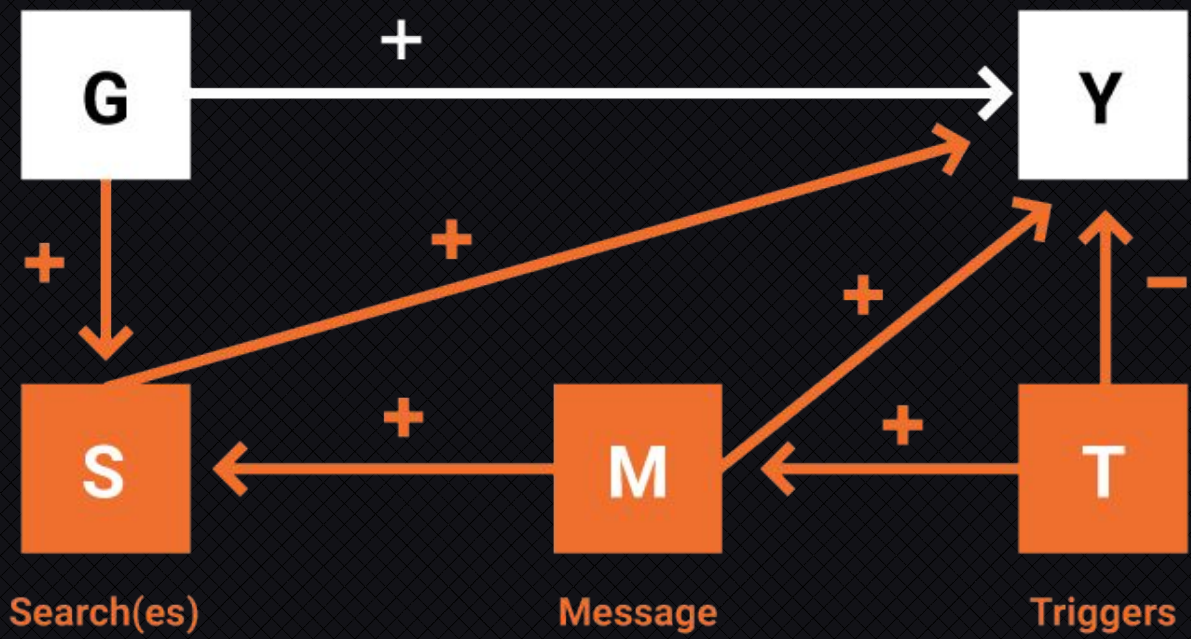 +
G
Y
+
+
+
−
+
+
S
M
T
Search(es)
Message
Triggers